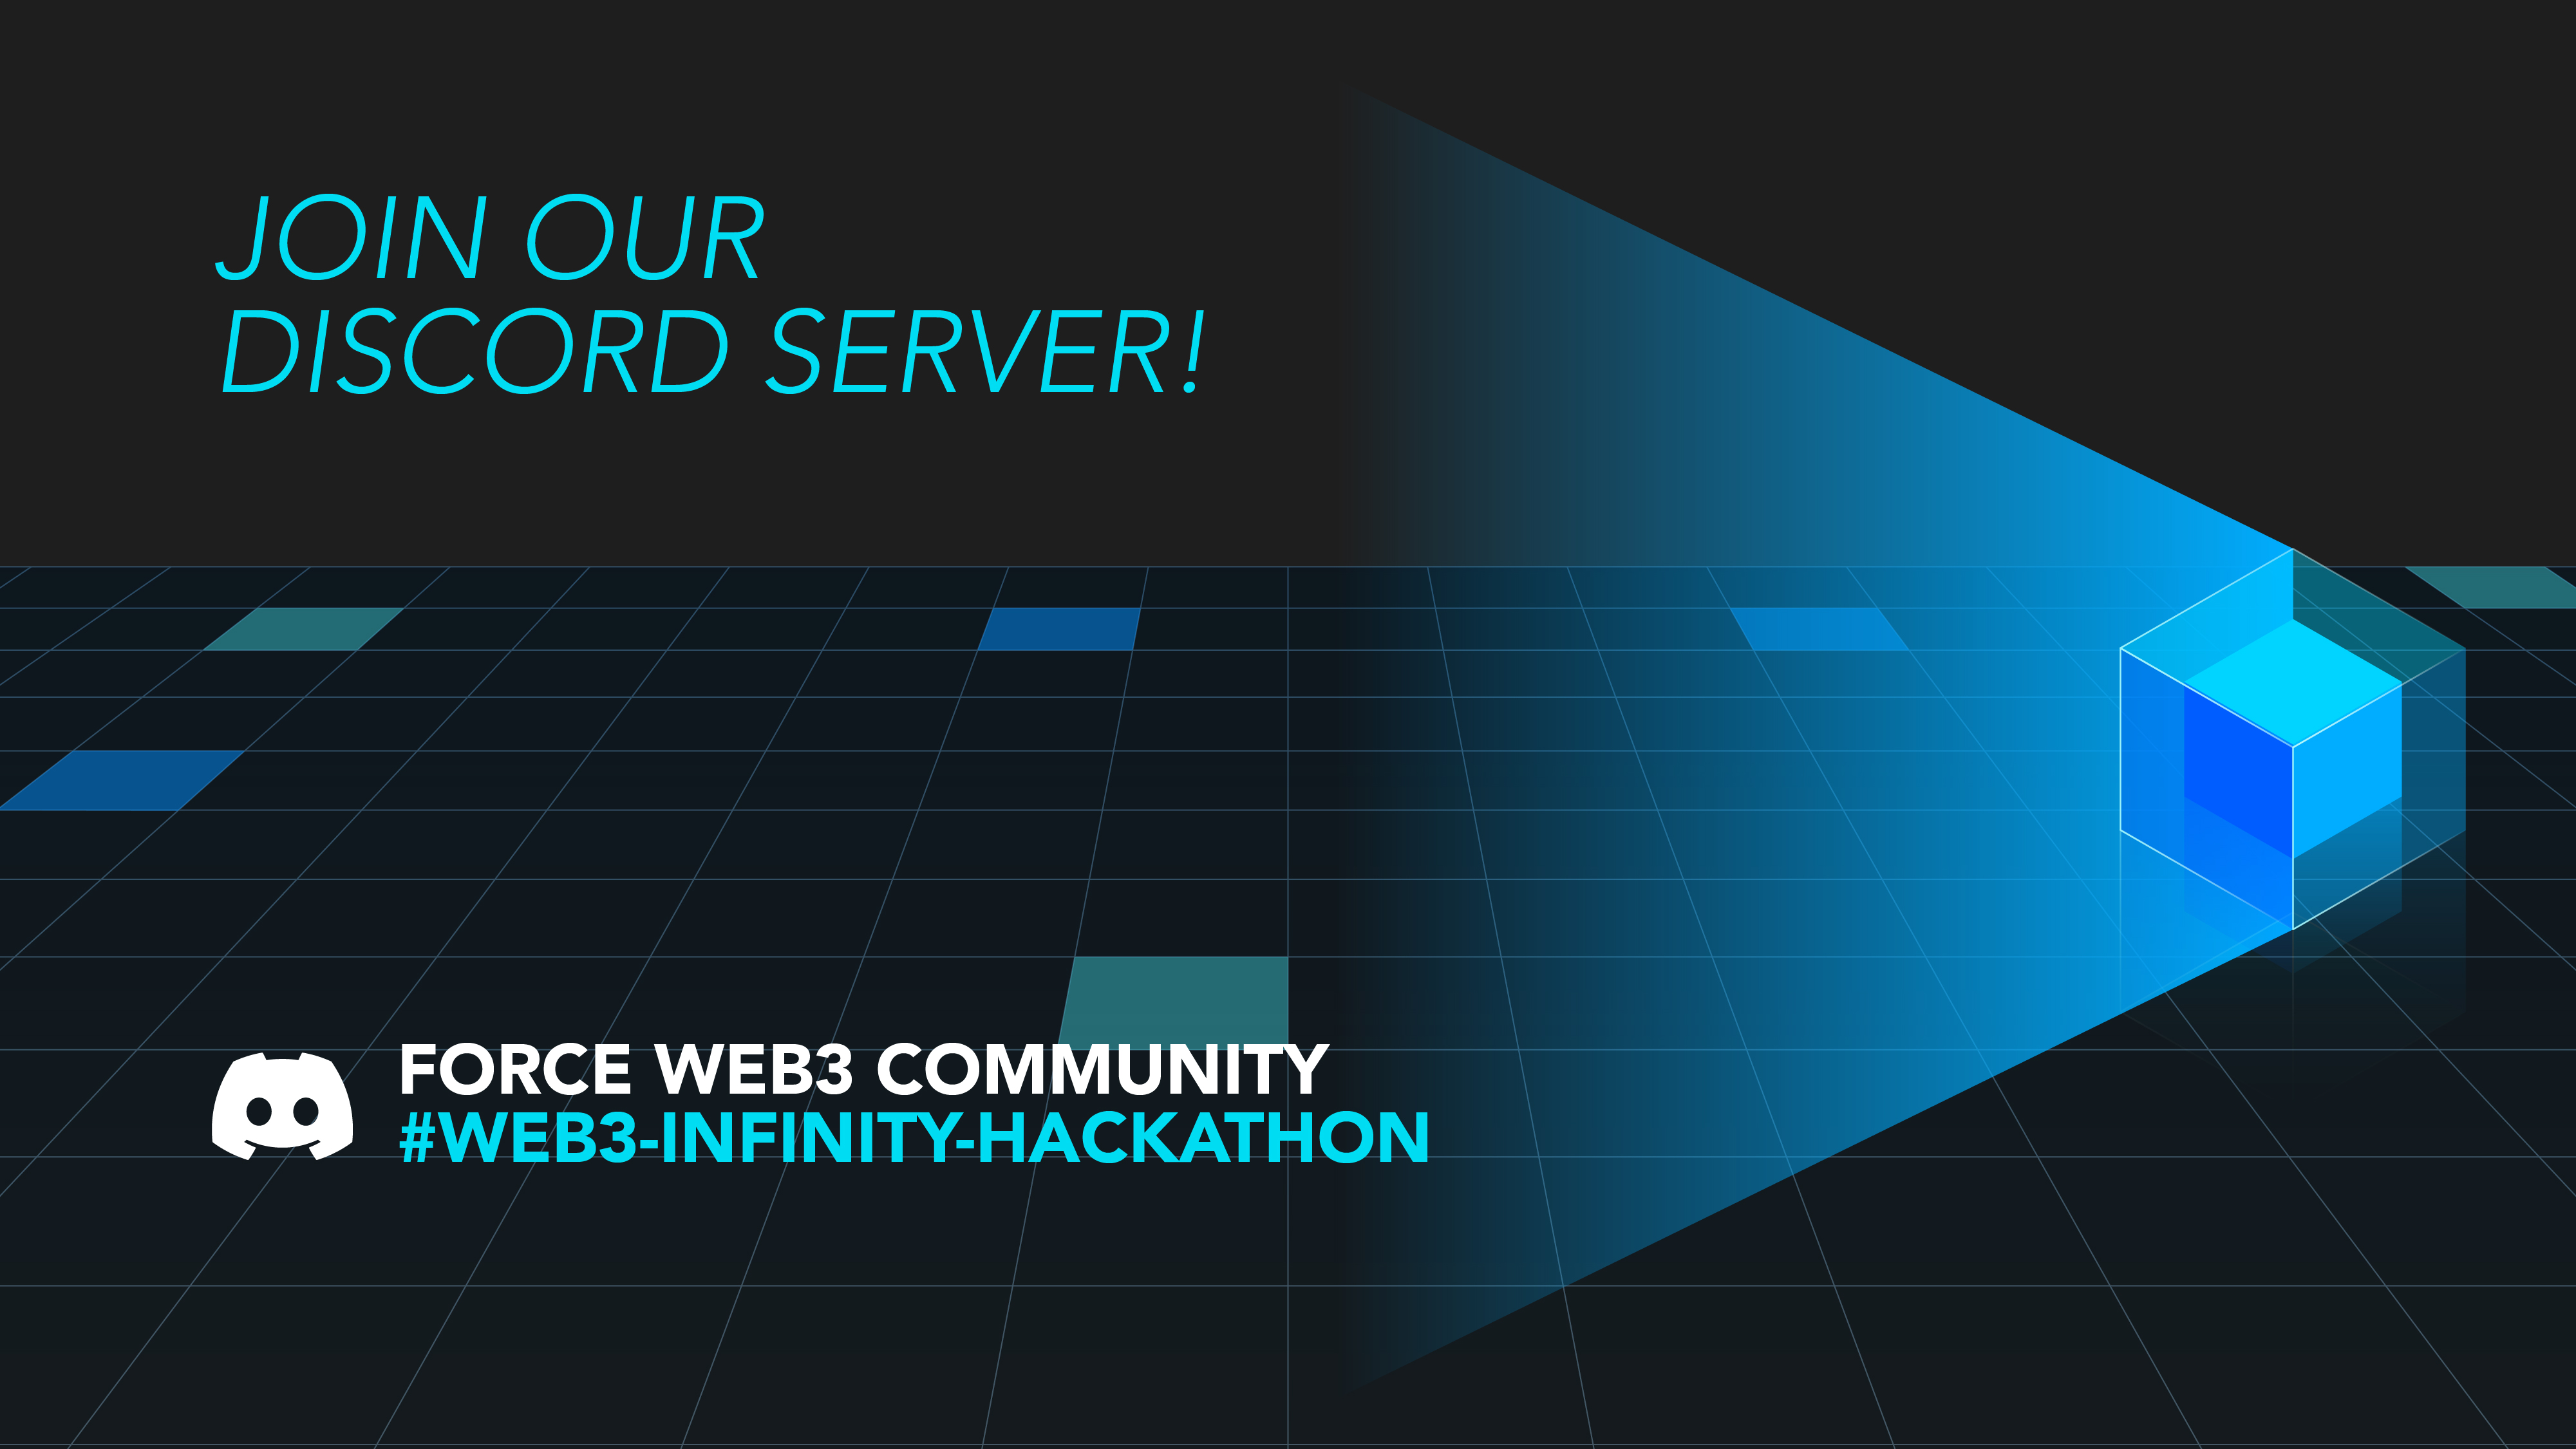 JOIN OUR
DISCORD SERVER!
FORCE WEB3 COMMUNITY
#WEB3-INFINITY-HACKATHON